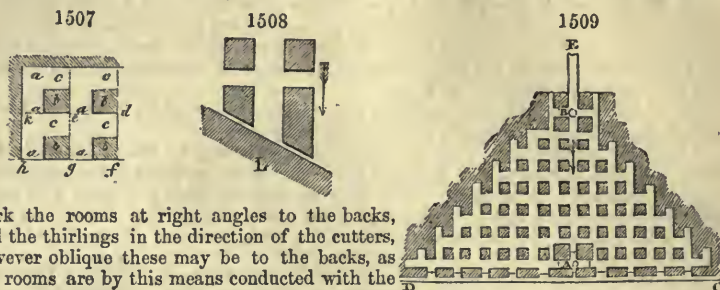 1507 1508 1509
E
a c c
b b
k a e a d
B
c c
b b
a a
h g f
L
rk the rooms at right angles to the backs,
d the thirlings in the direction of the cutters,
wever oblique these may be to the backs, as
rooms are by this means conducted with the
A
D C